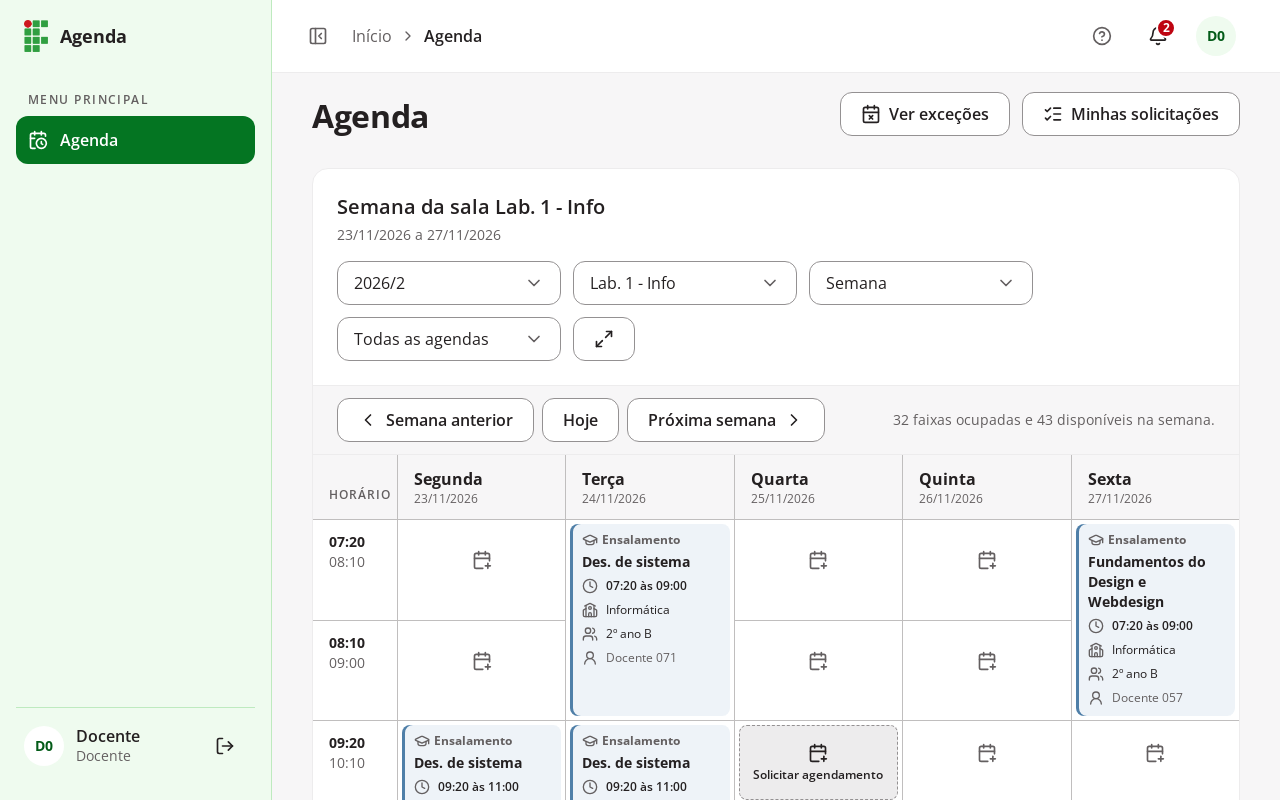 Agenda
Início
Agenda
2
D0
MENU PRINCIPAL
Agenda
Agenda
Ver exceções
Minhas solicitações
Semana da sala Lab. 1 - Info
23/11/2026 a 27/11/2026
2026/2
Lab. 1 - Info
Semana
Todas as agendas
Semana anterior
Hoje
Próxima semana
32 faixas ocupadas e 43 disponíveis na semana.
HORÁRIO
Segunda
23/11/2026
Terça
24/11/2026
Quarta
25/11/2026
Quinta
26/11/2026
Sexta
27/11/2026
07:20
08:10
Ensalamento
Des. de sistema
07:20 às 09:00
Informática
2º ano B
Docente 071
Ensalamento
Fundamentos do
Design e
Webdesign
07:20 às 09:00
Informática
2º ano B
Docente 057
08:10
09:00
09:20
10:10
Ensalamento
Des. de sistema
09:20 às 11:00
Ensalamento
Des. de sistema
09:20 às 11:00
Solicitar agendamento
D0
Docente
Docente